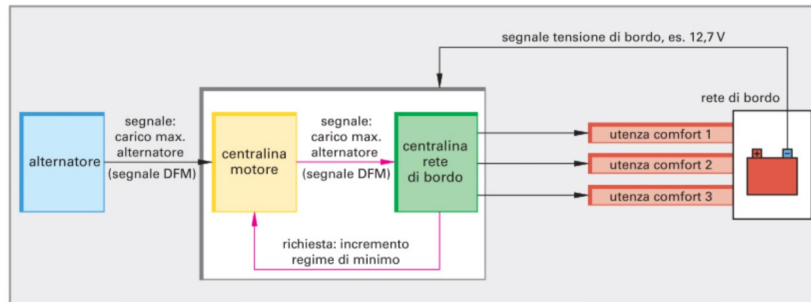 segnale tensione di bordo, es. 12,7 V
rete di bordo
alternatore
segnale:
carico max.
alternatore
(segnale DFM)
centralina
motore
segnale:
carico max.
alternatore
(segnale DFM)
centralina
rete
di bordo
utenza comfort 1
utenza comfort 2
utenza comfort 3
+
−
richiesta: incremento
regime di minimo